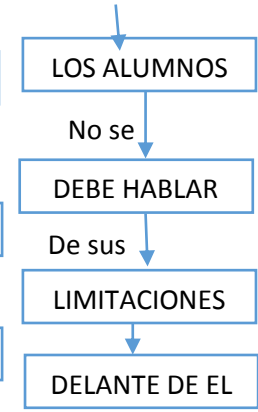 LOS ALUMNOS
No se
DEBE HABLAR
De sus
LIMITACIONES
DELANTE DE EL